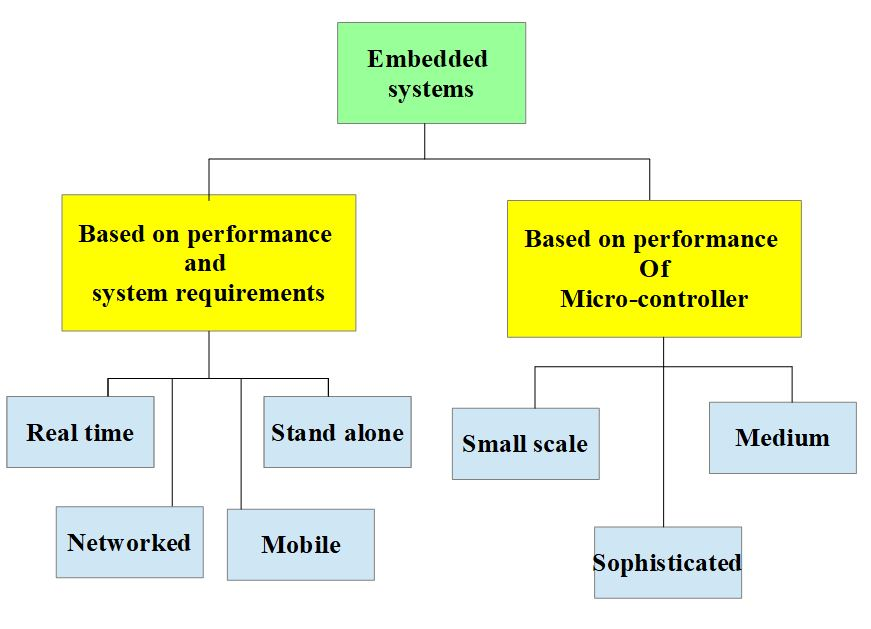 Embedded
systems
Based on performance
and
system requirements
Based on performance
Of
Micro-controller
Real time
Stand alone
Small scale
Medium
Networked
Mobile
Sophisticated